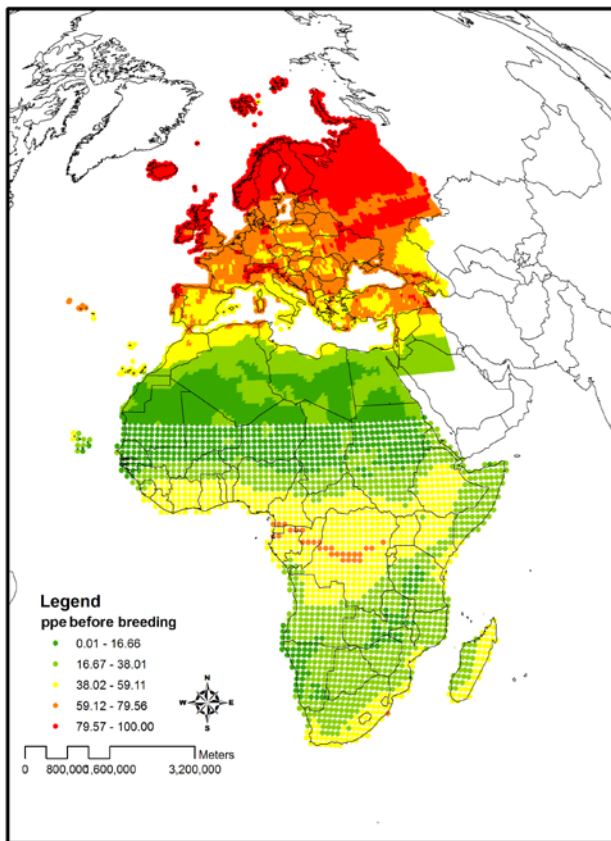 Legend
ppe before breeding
0.01 - 16.66
16.67 - 38.01
38.02 - 59.11
59.12 - 79.56
79.57 - 100.00
N
W E
S
Meters
0 800,000 1,600,000 3,200,000